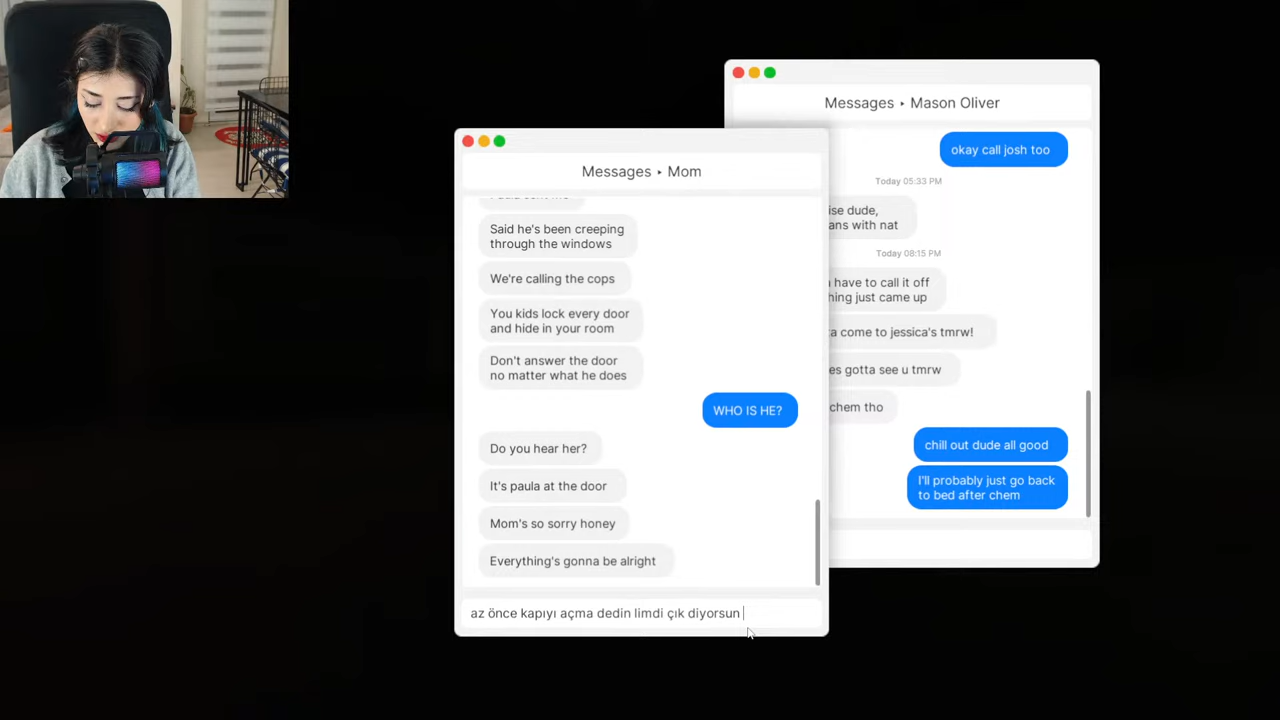 Messages ▸ Mason Oliver
okay call josh too
Today 05:33 PM
ise dude,
ans with nat
Today 08:15 PM
have to call it off
hing just came up
a come to jessica's tmrw!
es gotta see u tmrw
chem tho
chill out dude all good
I'll probably just go back
to bed after chem
Messages ▸ Mom
Said he's been creeping
through the windows
We're calling the cops
You kids lock every door
and hide in your room
Don't answer the door
no matter what he does
WHO IS HE?
Do you hear her?
It's paula at the door
Mom's so sorry honey
Everything's gonna be alright
az önce kapıyı açma dedin limdi çık diyorsun